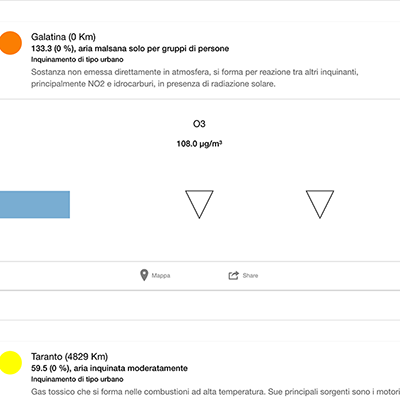 Galatina (0 Km)
133.3 (0 %), aria malsana solo per gruppi di persone
Inquinamento di tipo urbano
Sostanza non emessa direttamente in atmosfera, si forma per reazione tra altri inquinanti,
principalmente NO2 e idrocarburi, in presenza di radiazione solare.
O3
108.0 µg/m³
Mappa
Share
Taranto (4829 Km)
59.5 (0 %), aria inquinata moderatamente
Inquinamento di tipo urbano
Gas tossico che si forma nelle combustioni ad alta temperatura. Sue principali sorgenti sono i motori